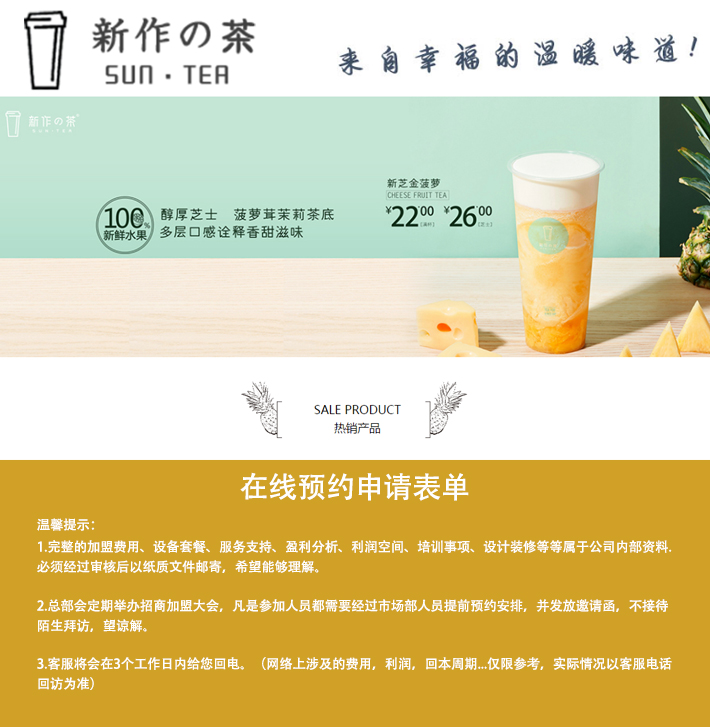 新作の茶
SUN·TEA
来自幸福的温暖味道!
新作の茶
SUN·TEA
100%
新鲜水果
醇厚芝士 菠萝茸茉莉茶底
多层口感诠释香甜滋味
新芝金菠萝
CHEESE FRUIT TEA
¥22.00 ¥26.00
SALE PRODUCT
热销产品
在线预约申请表单
温馨提示:
1.完整的加盟费用、设备套餐、服务支持、盈利分析、利润空间、培训事项、设计装修等等属于公司内部资料.
必须经过审核后以纸质文件邮寄，希望能够理解。
2.总部会定期举办招商加盟大会，凡是参加人员都需要经过市场部人员提前预约安排，并发放邀请函，不接待
陌生拜访，望谅解。
3.客服将会在3个工作日内给您回电。（网络上涉及的费用，利润，回本周期...仅限参考，实际情况以客服电话
回访为准）